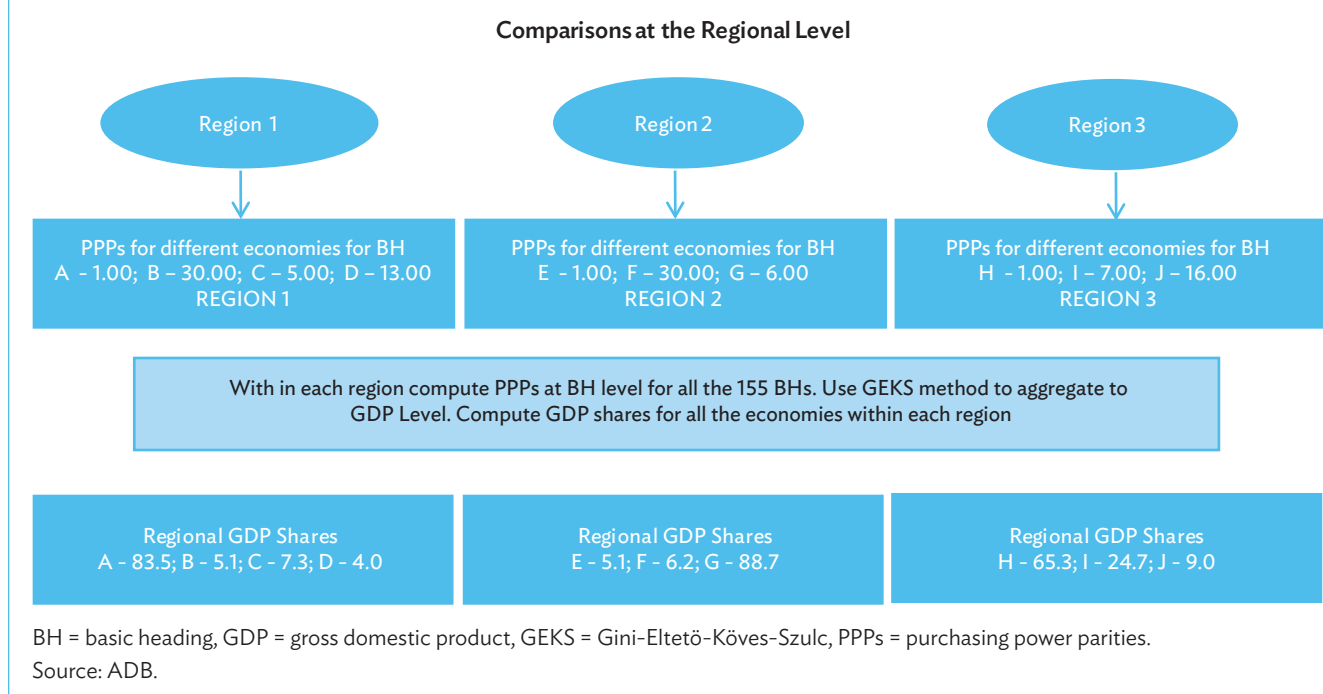 Comparisons at the Regional Level
Region 1
Region 2
Region 3
PPPs for different economies for BH
A - 1.00; B – 30.00; C – 5.00; D – 13.00
REGION 1
PPPs for different economies for BH
E - 1.00; F – 30.00; G – 6.00
REGION 2
PPPs for different economies for BH
H - 1.00; I – 7.00; J – 16.00
REGION 3
With in each region compute PPPs at BH level for all the 155 BHs. Use GEKS method to aggregate to
GDP Level. Compute GDP shares for all the economies within each region
Regional GDP Shares
A - 83.5; B - 5.1; C - 7.3; D - 4.0
Regional GDP Shares
E - 5.1; F - 6.2; G - 88.7
Regional GDP Shares
H - 65.3; I - 24.7; J - 9.0
BH = basic heading, GDP = gross domestic product, GEKS = Gini-Eltetö-Köves-Szulc, PPPs = purchasing power parities.
Source: ADB.